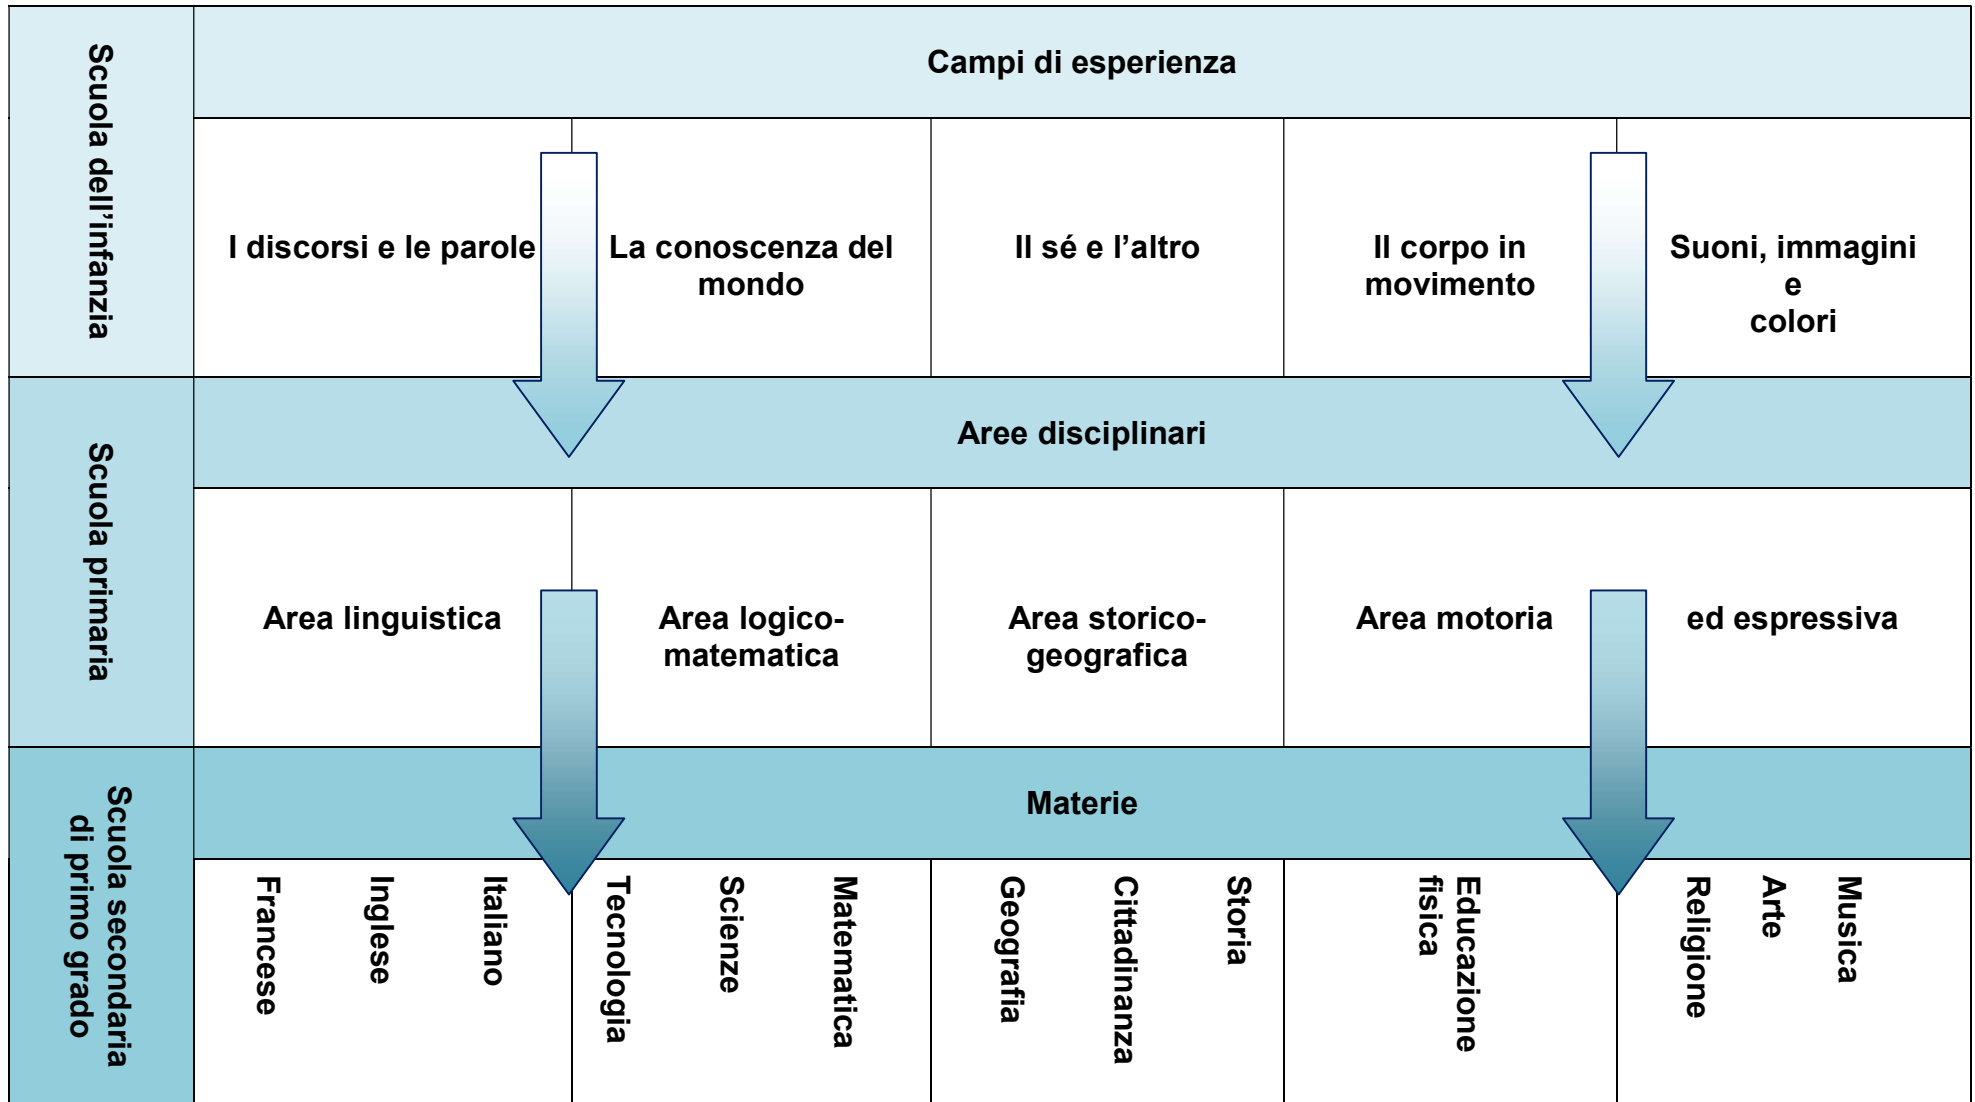 Scuola dell’infanzia
Campi di esperienza
I discorsi e le parole
La conoscenza del
mondo
Il sé e l’altro
Il corpo in
movimento
Suoni, immagini
e
colori
Scuola primaria
Aree disciplinari
Area linguistica
Area logico-
matematica
Area storico-
geografica
Area motoria
ed espressiva
Scuola secondaria
di primo grado
Materie
Francese
Inglese
Italiano
Tecnologia
Scienze
Matematica
Geografia
Cittadinanza
Storia
Educazione
fisica
Religione
Arte
Musica